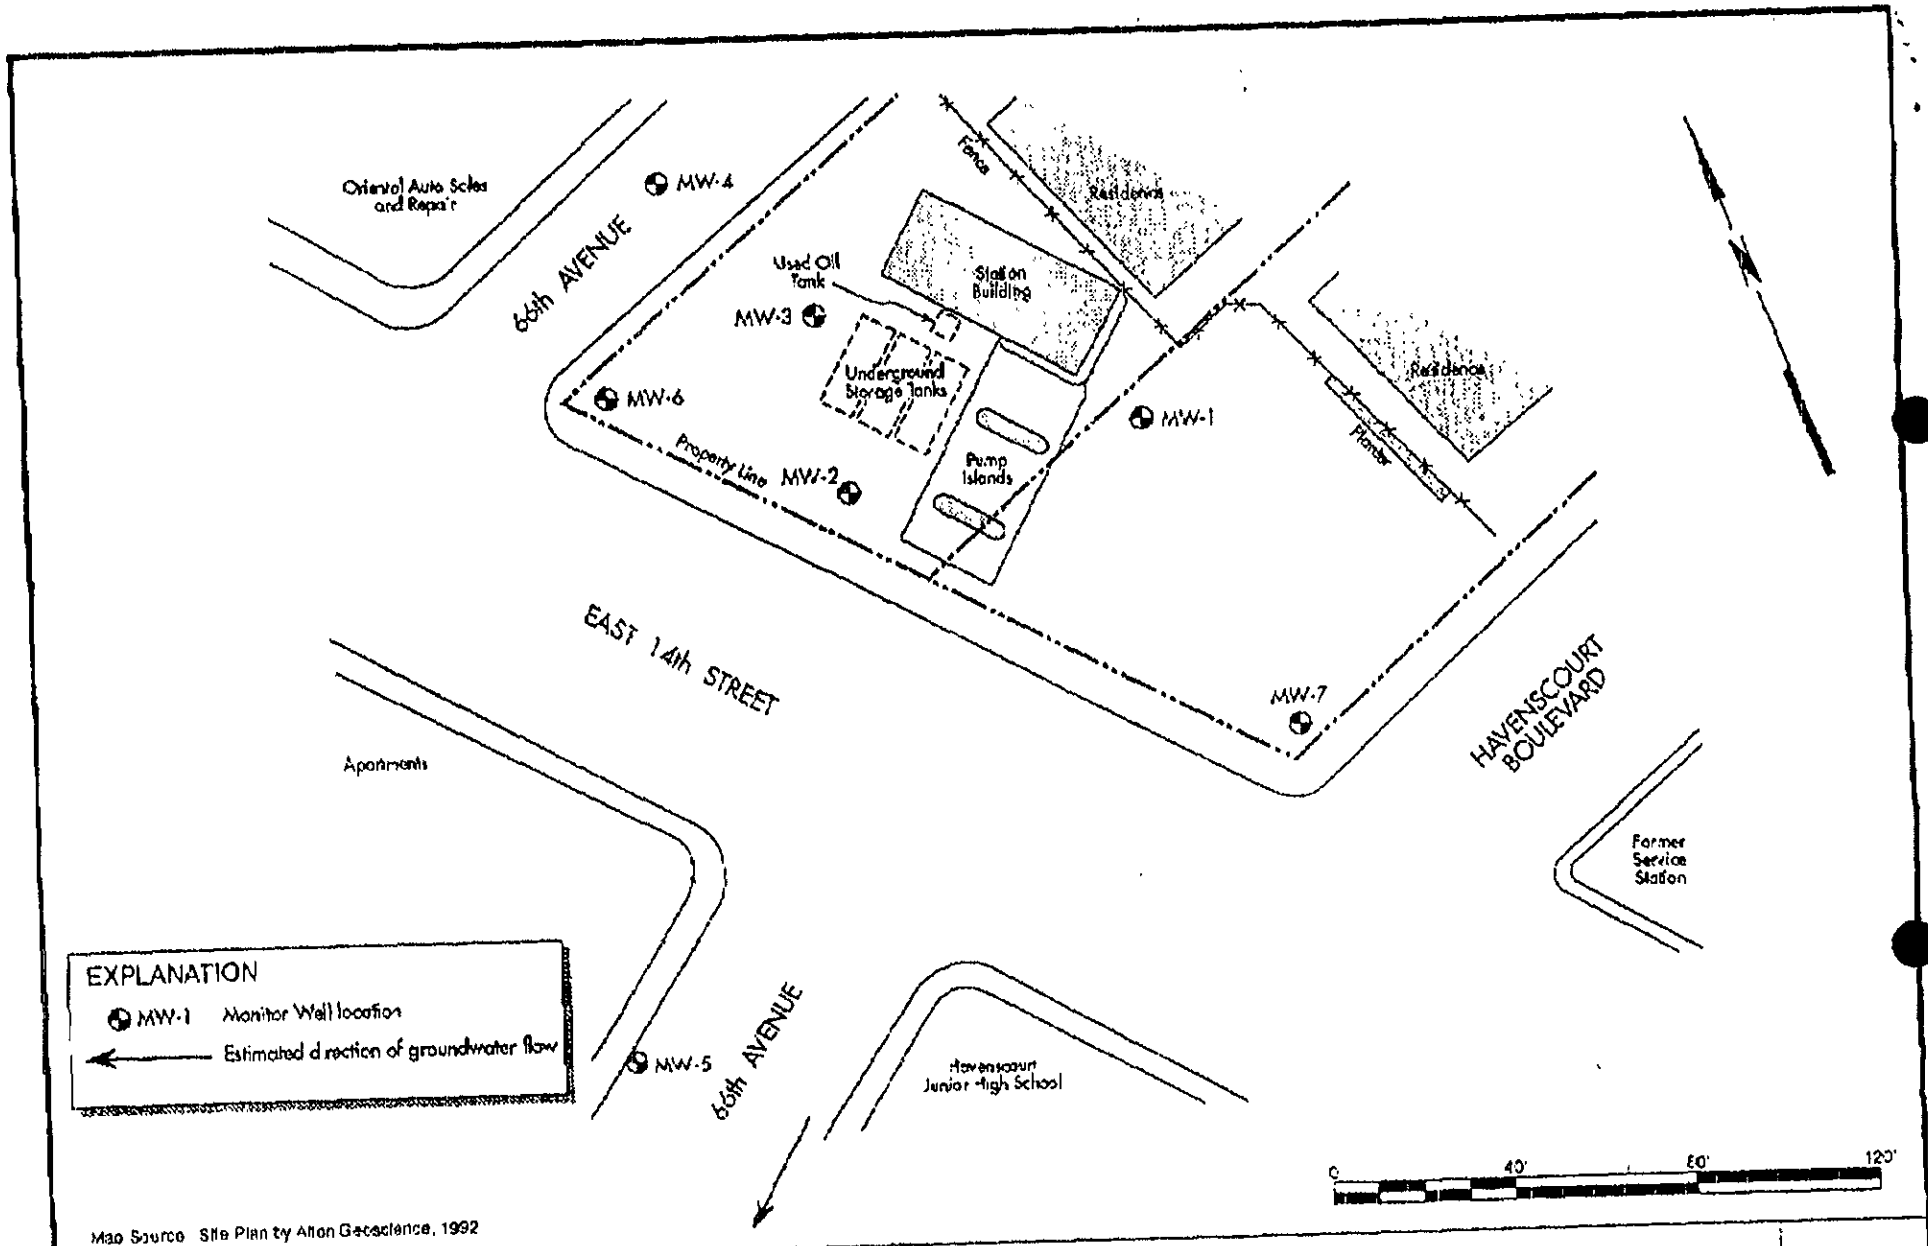 Oriental Auto Sales
and Repair
MW-4
66th AVENUE
Fence
Residence
Used Oil
Tank
Station
Building
MW-3
Underground
Storage Tanks
Residence
MW-6
MW-1
Planter
Property Line
MW-2
Pump
Islands
EAST 14th STREET
MW-7
HAVENSCOURT
BOULEVARD
Apartments
Former
Service
Station
EXPLANATION
MW-1 Monitor Well location
Estimated direction of groundwater flow
MW-5
66th AVENUE
Havenscourt
Junior High School
0 40' 80' 120'
Map Source Site Plan by Alton Geoscience, 1992